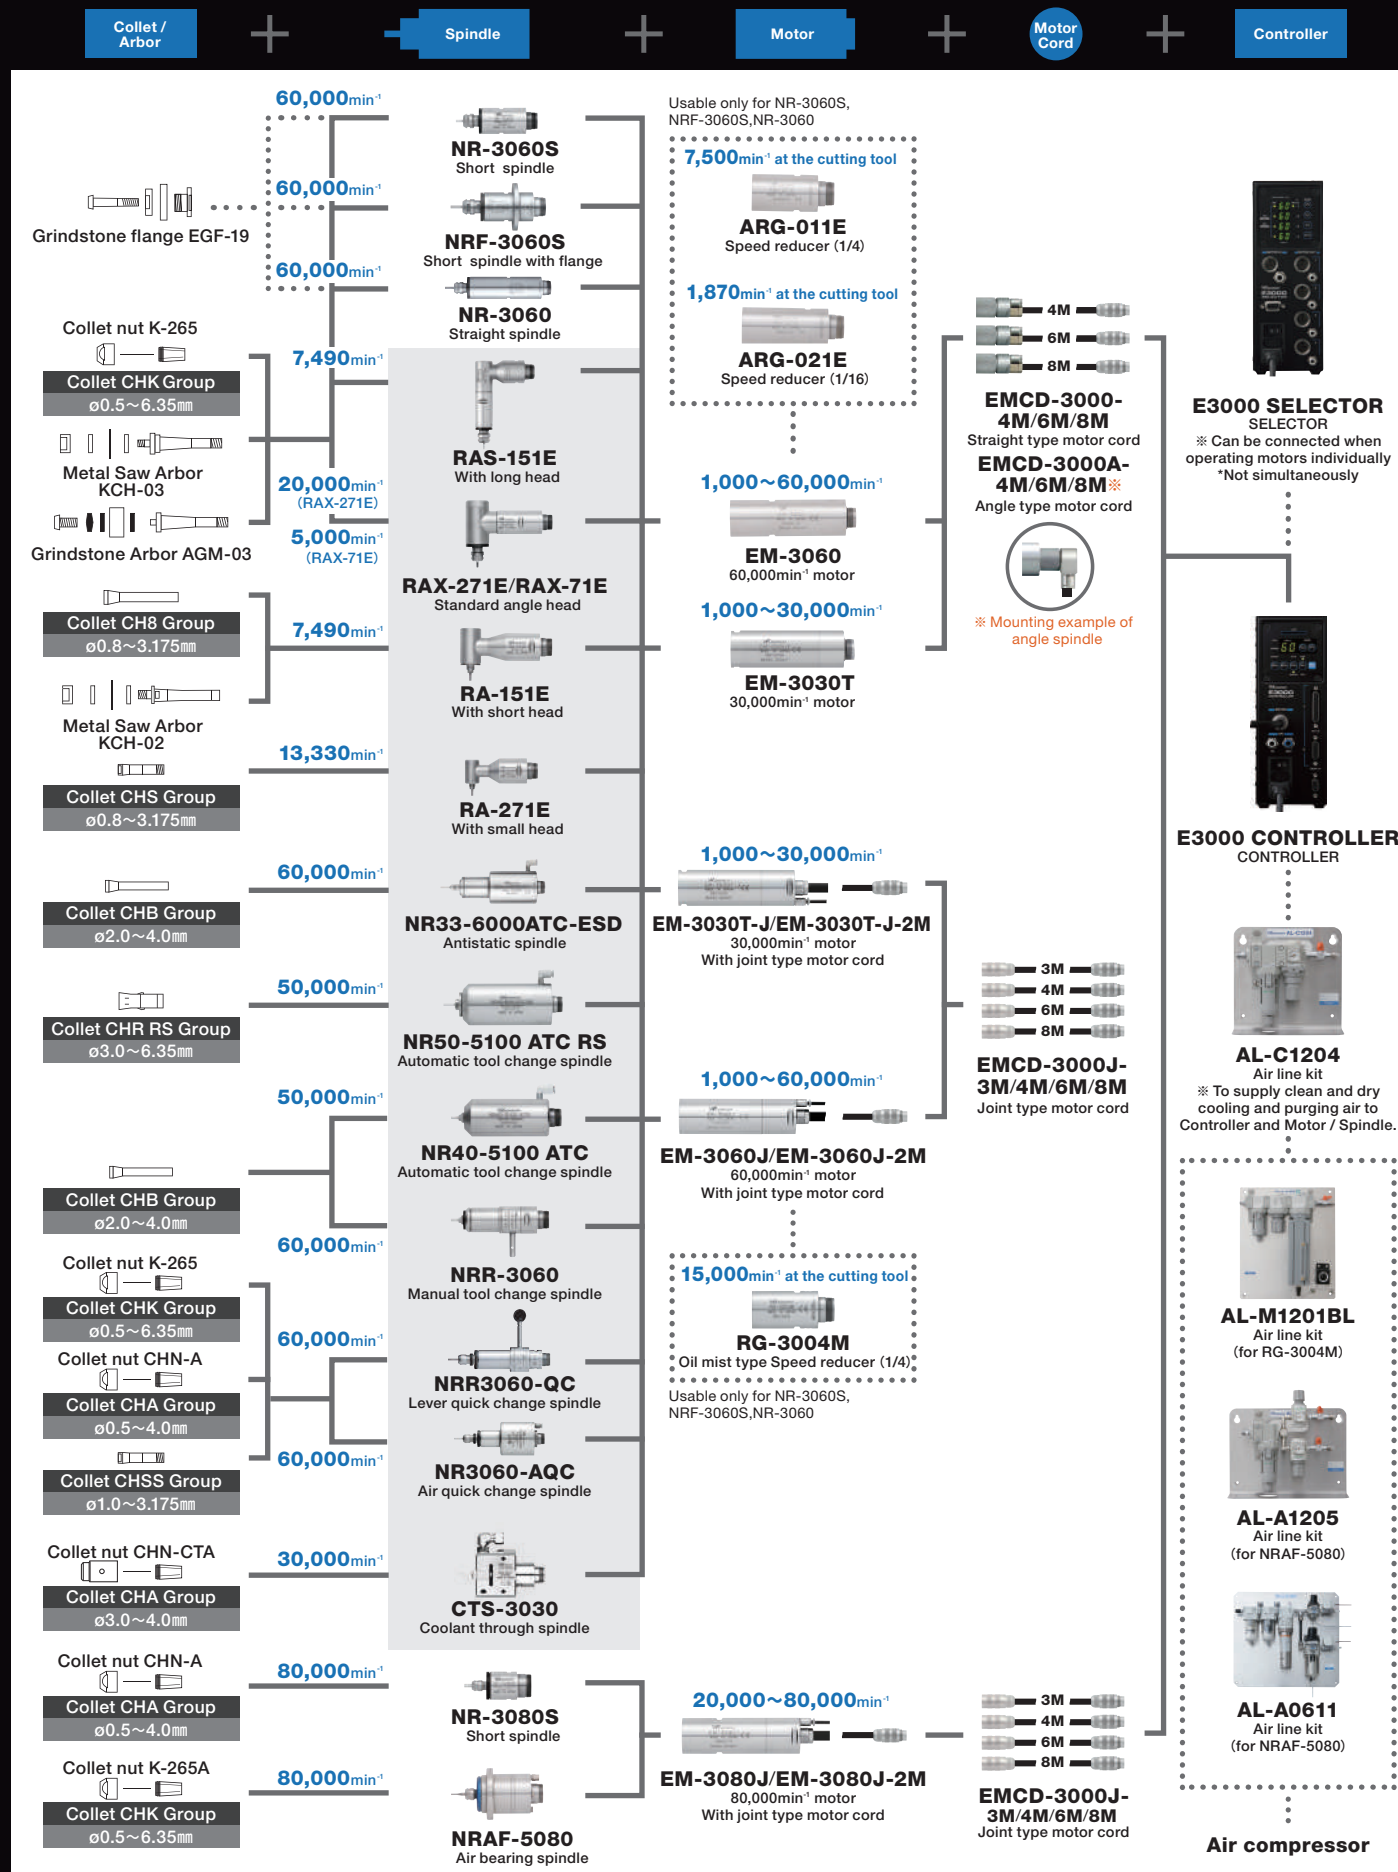 Collet /
Arbor
Spindle
Motor
Motor
Cord
Controller
60,000min-1
NR-3060S
Short spindle
60,000min-1
Grindstone flange EGF-19
NRF-3060S
Short spindle with flange
60,000min-1
NR-3060
Straight spindle
Collet nut K-265
Collet CHK Group
ø0.5~6.35㎜
7,490min-1
RAS-151E
With long head
Metal Saw Arbor
KCH-03
20,000min-1
(RAX-271E)
5,000min-1
(RAX-71E)
Grindstone Arbor AGM-03
RAX-271E/RAX-71E
Standard angle head
Collet CH8 Group
ø0.8~3.175㎜
7,490min-1
RA-151E
With short head
Metal Saw Arbor
KCH-02
13,330min-1
Collet CHS Group
ø0.8~3.175㎜
RA-271E
With small head
60,000min-1
Collet CHB Group
ø2.0~4.0㎜
NR33-6000ATC-ESD
Antistatic spindle
50,000min-1
Collet CHR RS Group
ø3.0~6.35㎜
NR50-5100 ATC RS
Automatic tool change spindle
50,000min-1
NR40-5100 ATC
Automatic tool change spindle
Collet CHB Group
ø2.0~4.0㎜
60,000min-1
NRR-3060
Manual tool change spindle
Collet nut K-265
Collet CHK Group
ø0.5~6.35㎜
60,000min-1
Collet nut CHN-A
Collet CHA Group
ø0.5~4.0㎜
NRR3060-QC
Lever quick change spindle
60,000min-1
Collet CHSS Group
ø1.0~3.175㎜
NR3060-AQC
Air quick change spindle
Collet nut CHN-CTA
30,000min-1
Collet CHA Group
ø3.0~4.0㎜
CTS-3030
Coolant through spindle
Collet nut CHN-A
80,000min-1
Collet CHA Group
ø0.5~4.0㎜
NR-3080S
Short spindle
Collet nut K-265A
80,000min-1
Collet CHK Group
ø0.5~6.35㎜
NRAF-5080
Air bearing spindle
Usable only for NR-3060S,
NRF-3060S,NR-3060
7,500min-1 at the cutting tool
ARG-011E
Speed reducer (1/4)
1,870min-1 at the cutting tool
ARG-021E
Speed reducer (1/16)
1,000~60,000min-1
EM-3060
60,000min-1 motor
1,000~30,000min-1
EM-3030T
30,000min-1 motor
1,000~30,000min-1
EM-3030T-J/EM-3030T-J-2M
30,000min-1 motor
With joint type motor cord
1,000~60,000min-1
EM-3060J/EM-3060J-2M
60,000min-1 motor
With joint type motor cord
15,000min-1 at the cutting tool
RG-3004M
Oil mist type Speed reducer (1/4)
Usable only for NR-3060S,
NRF-3060S,NR-3060
20,000~80,000min-1
EM-3080J/EM-3080J-2M
80,000min-1 motor
With joint type motor cord
4M
6M
8M
EMCD-3000-
4M/6M/8M
Straight type motor cord
EMCD-3000A-
4M/6M/8M※
Angle type motor cord
※ Mounting example of
angle spindle
3M
4M
6M
8M
EMCD-3000J-
3M/4M/6M/8M
Joint type motor cord
3M
4M
6M
8M
EMCD-3000J-
3M/4M/6M/8M
Joint type motor cord
E3000
E3000 SELECTOR
SELECTOR
※ Can be connected when
operating motors individually
*Not simultaneously
60
E3000
E3000 CONTROLLER
CONTROLLER
AL-C1204
AL-C1204
Air line kit
※ To supply clean and dry
cooling and purging air to
Controller and Motor / Spindle.
AL-M1201BL
Air line kit
(for RG-3004M)
AL-A1205
Air line kit
(for NRAF-5080)
AL-A0611
Air line kit
(for NRAF-5080)
Air compressor